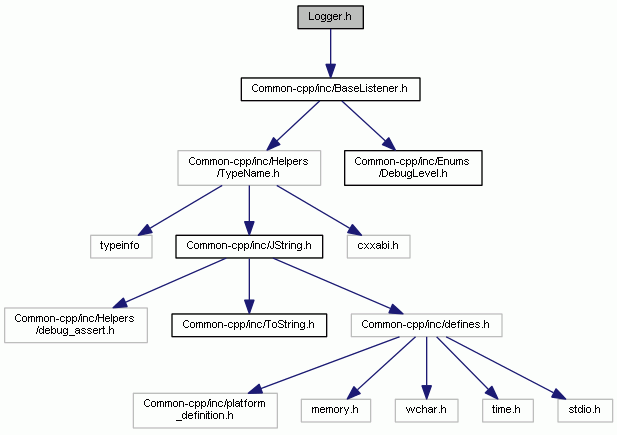 Logger.h
Common-cpp/inc/BaseListener.h
Common-cpp/inc/Helpers
/TypeName.h
Common-cpp/inc/Enums
/DebugLevel.h
typeinfo
Common-cpp/inc/JString.h
cxxabi.h
Common-cpp/inc/Helpers
/debug_assert.h
Common-cpp/inc/ToString.h
Common-cpp/inc/defines.h
Common-cpp/inc/platform
_definition.h
memory.h
wchar.h
time.h
stdio.h